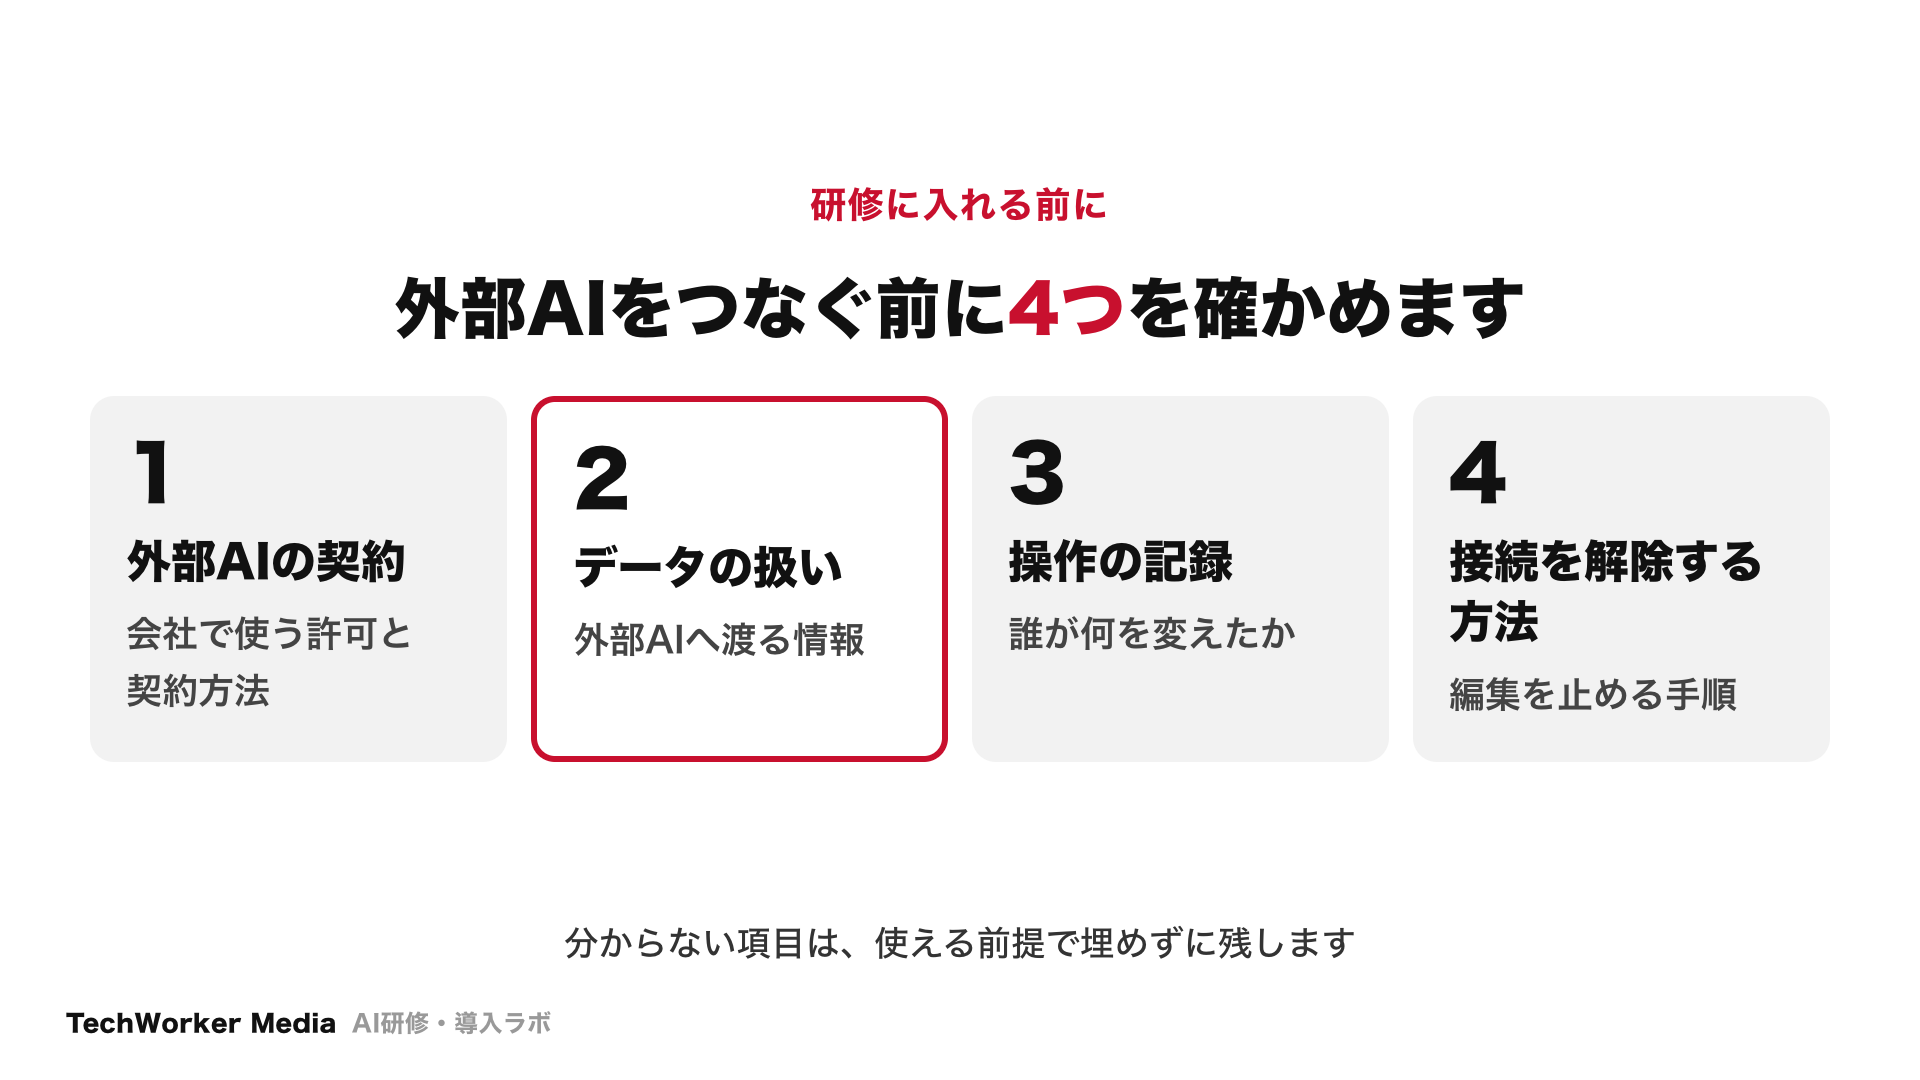 研修に入れる前に
外部AIをつなぐ前に4つを確かめます
1
外部AIの契約
会社で使う許可と
契約方法
2
データの扱い
外部AIへ渡る情報
3
操作の記録
誰が何を変えたか
4
接続を解除する
方法
編集を止める手順
分からない項目は、使える前提で埋めずに残します
TechWorker Media AI研修・導入ラボ